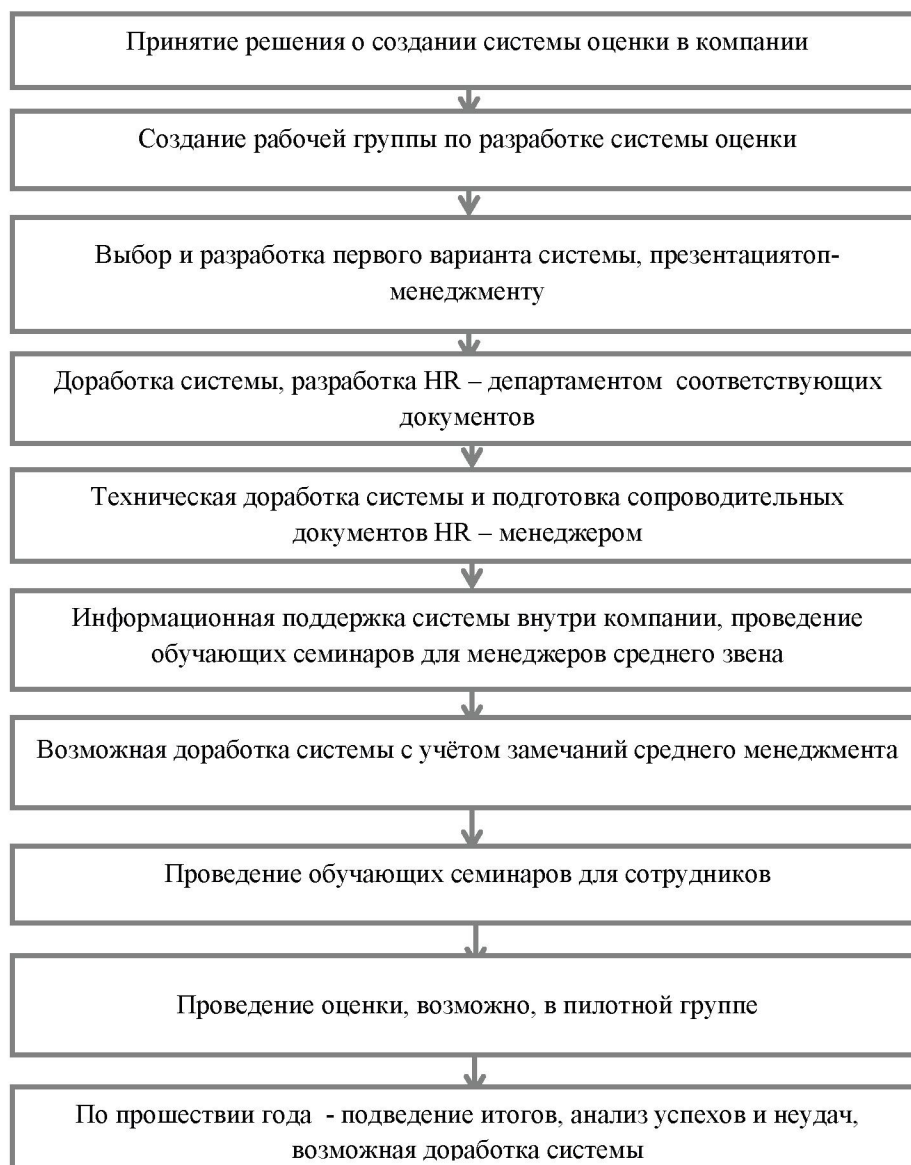 Принятие решения о создании системы оценки в компании
Создание рабочей группы по разработке системы оценки
Выбор и разработка первого варианта системы, презентациятоп-
менеджменту
Доработка системы, разработка HR – департаментом  соответствующих
документов
Техническая доработка системы и подготовка сопроводительных
документов HR – менеджером
Информационная поддержка системы внутри компании, проведение
обучающих семинаров для менеджеров среднего звена
Возможная доработка системы с учётом замечаний среднего менеджмента
Проведение обучающих семинаров для сотрудников
Проведение оценки, возможно, в пилотной группе
По прошествии года  - подведение итогов, анализ успехов и неудач,
возможная доработка системы